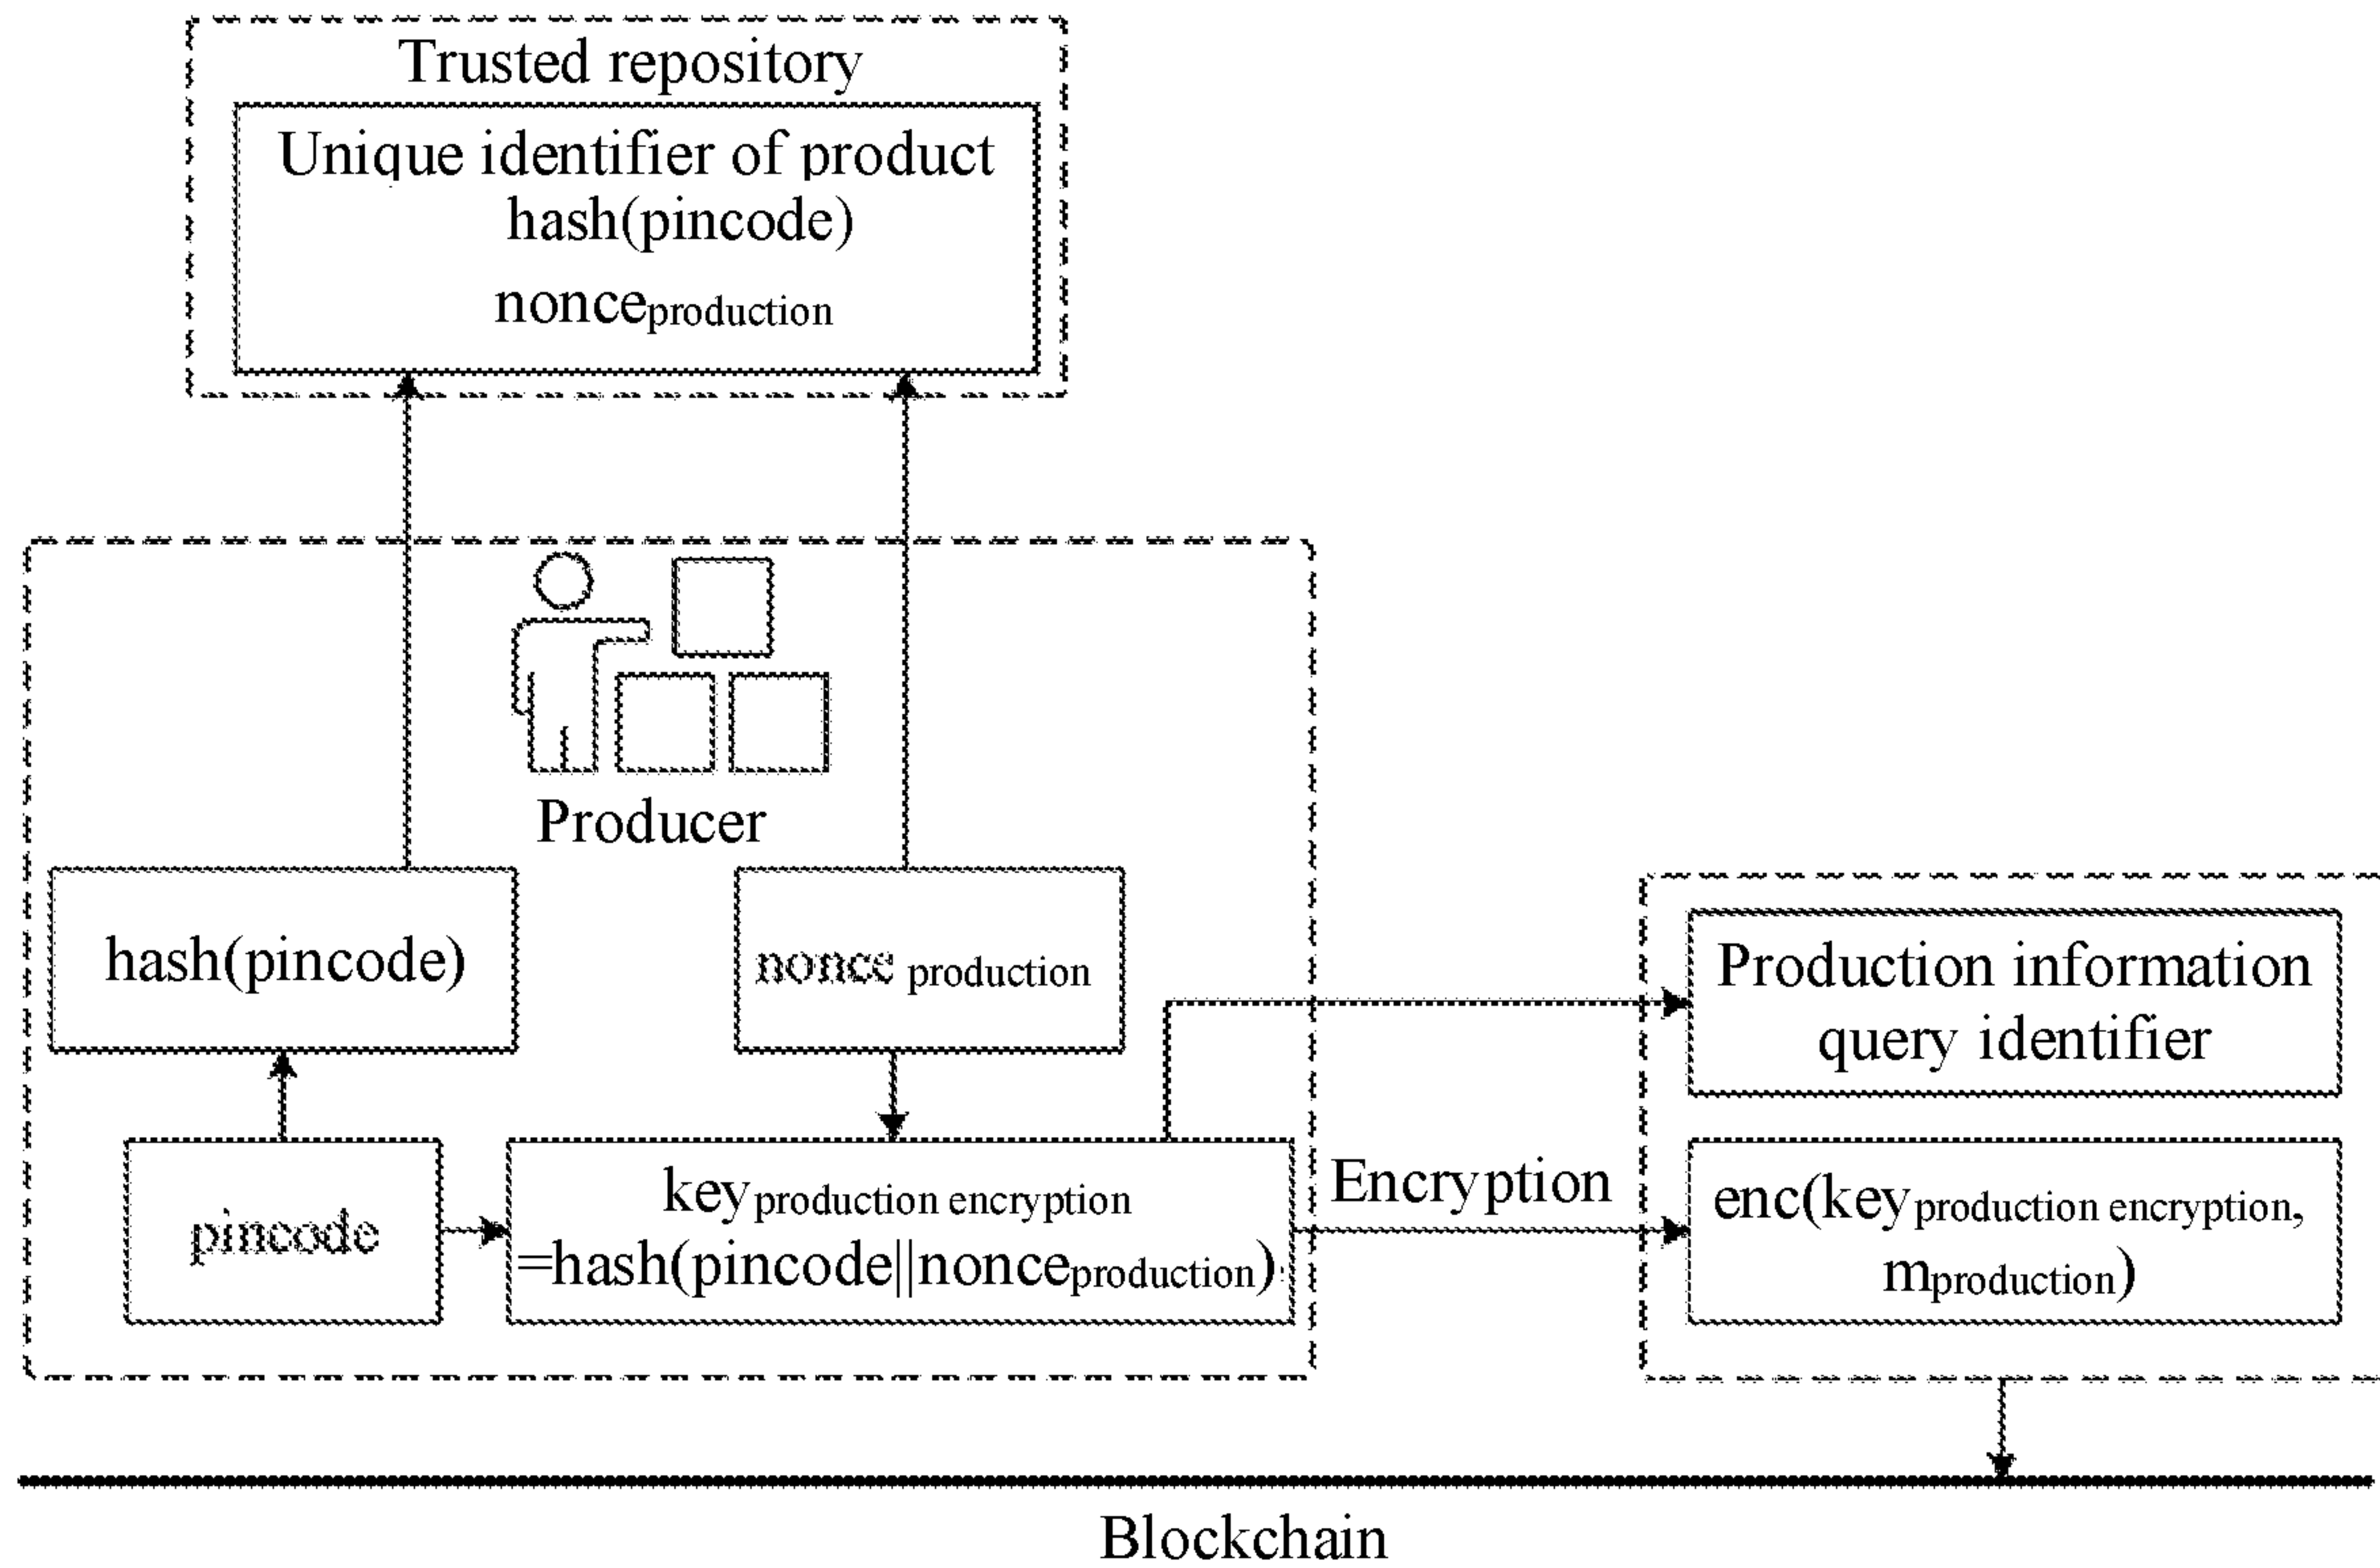 Trusted repository
Unique identifier of product
hash(pincode)
nonceproduction
Producer
hash(pincode)
nonce production
Production information
query identifier
pincode
keyproduction encryption
=hash(pincode||nonceproduction)
Encryption
enc(keyproduction encryption,
mproduction)
Blockchain